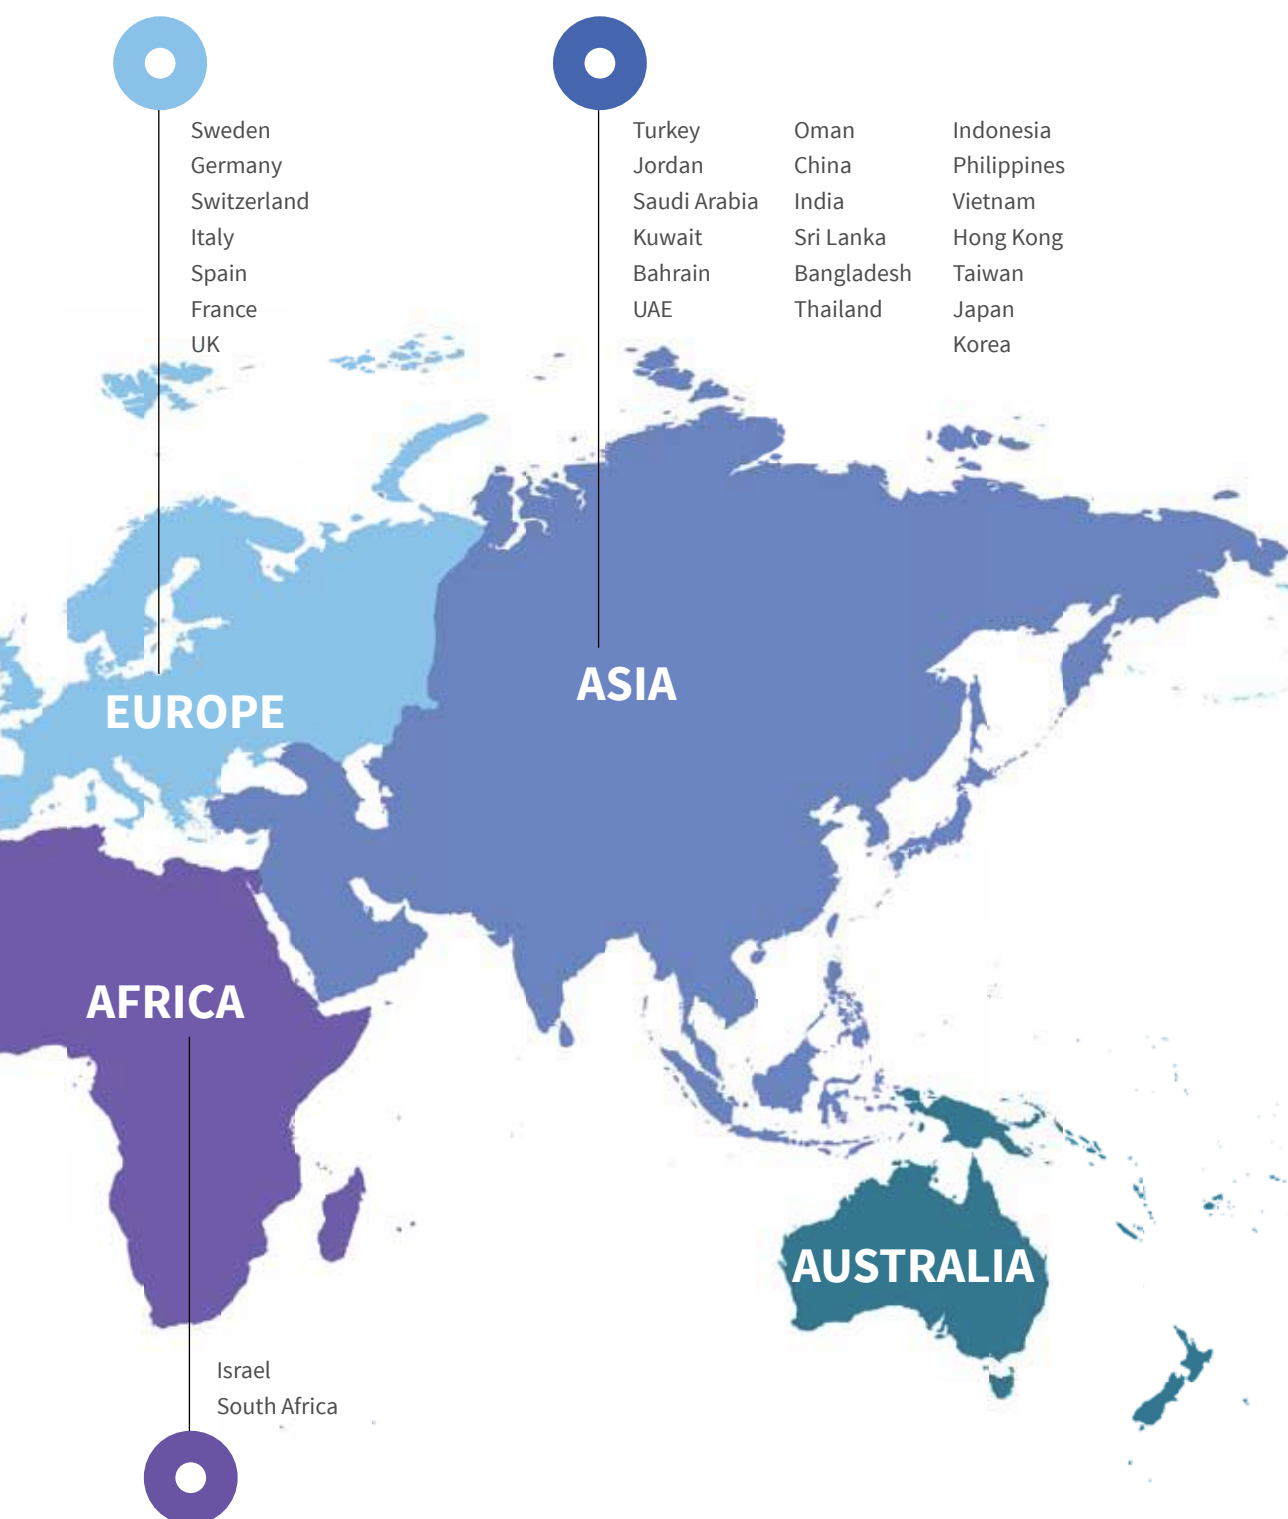 Sweden
Germany
Switzerland
Italy
Spain
France
UK
Turkey
Jordan
Saudi Arabia
Kuwait
Bahrain
UAE
Oman
China
India
Sri Lanka
Bangladesh
Thailand
Indonesia
Philippines
Vietnam
Hong Kong
Taiwan
Japan
Korea
EUROPE
ASIA
AFRICA
AUSTRALIA
Israel
South Africa